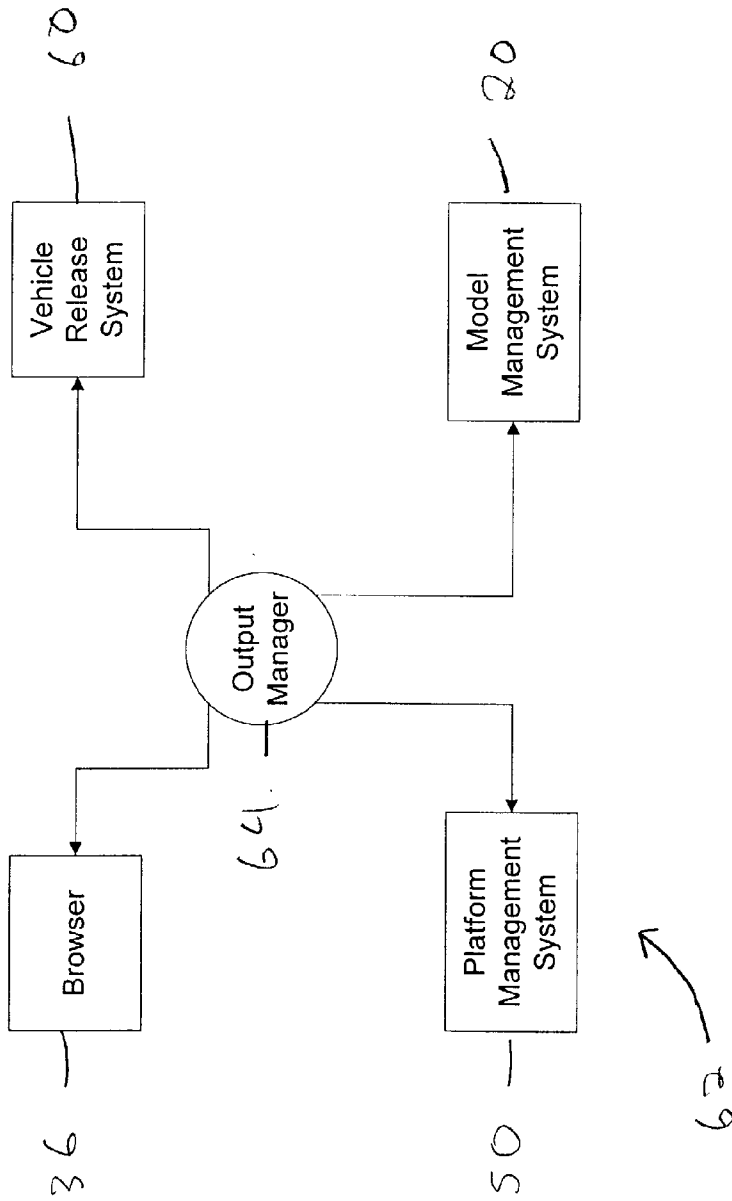 36
Browser
Vehicle
Release
System
60
64
Output
Manager
50
Platform
Management
System
Model
Management
System
20
62